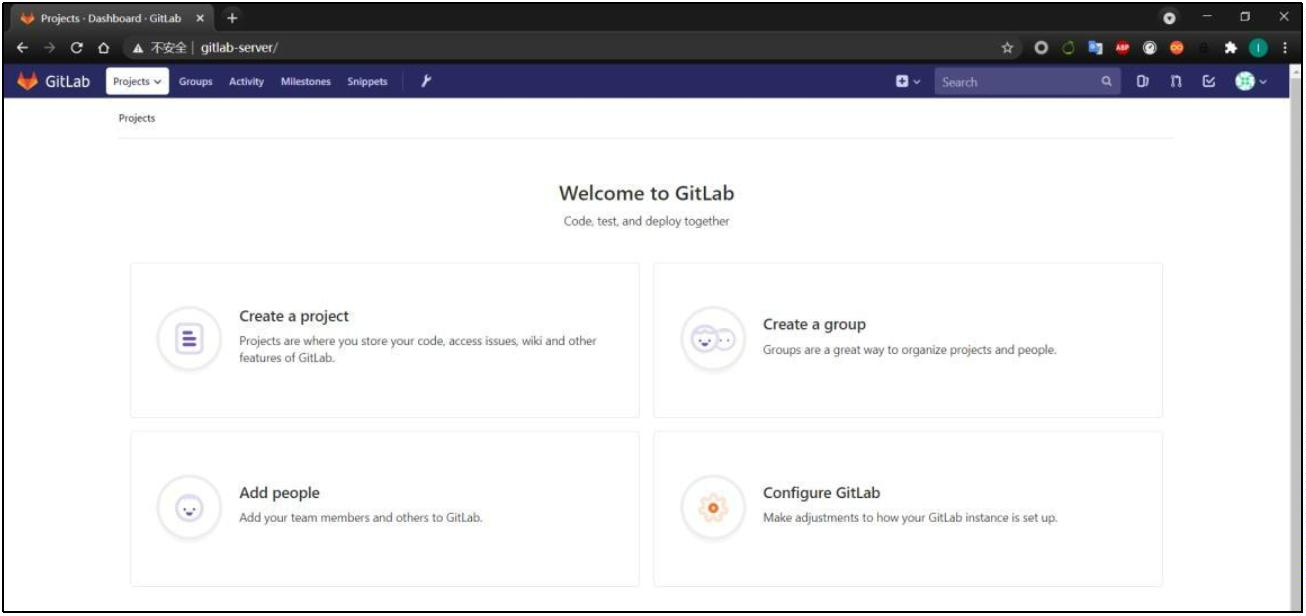 Projects · Dashboard · GitLab
不安全 | gitlab-server/
ABP
I
GitLab Projects Groups Activity Milestones Snippets Search
Projects
Welcome to GitLab
Code, test, and deploy together
Create a project
Projects are where you store your code, access issues, wiki and other
features of GitLab.
Create a group
Groups are a great way to organize projects and people.
Add people
Add your team members and others to GitLab.
Configure GitLab
Make adjustments to how your GitLab instance is set up.